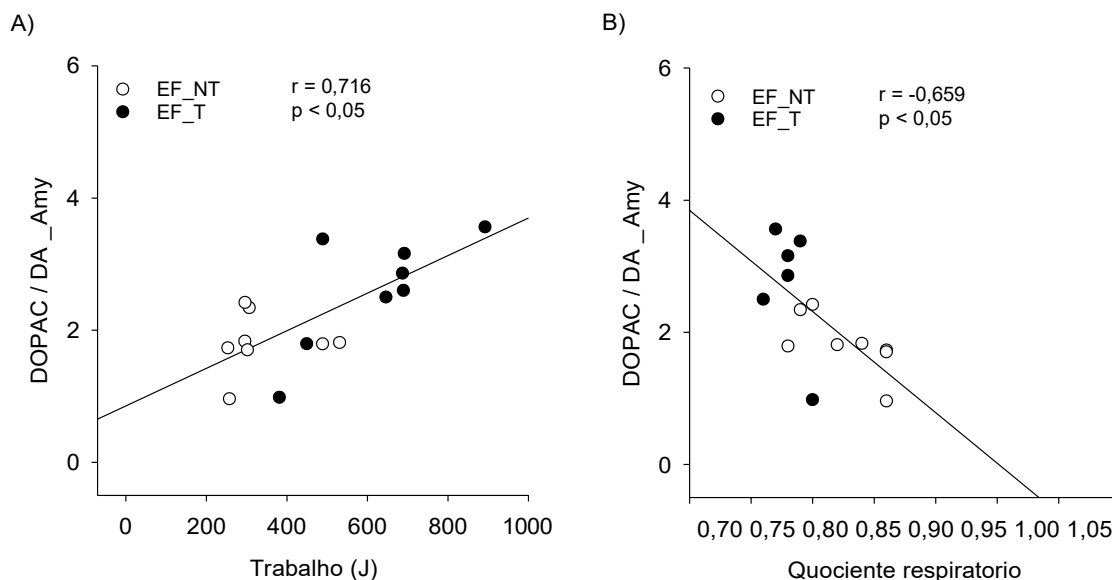 A)
6
4
2
0
DOPAC / DA _Amy
EF_NT r = 0,716
EF_T p < 0,05
0 200 400 600 800 1000
Trabalho (J)
B)
6
4
2
0
DOPAC / DA _Amy
EF_NT r = -0,659
EF_T p < 0,05
0,70 0,75 0,80 0,85 0,90 0,95 1,00 1,05
Quociente respiratorio